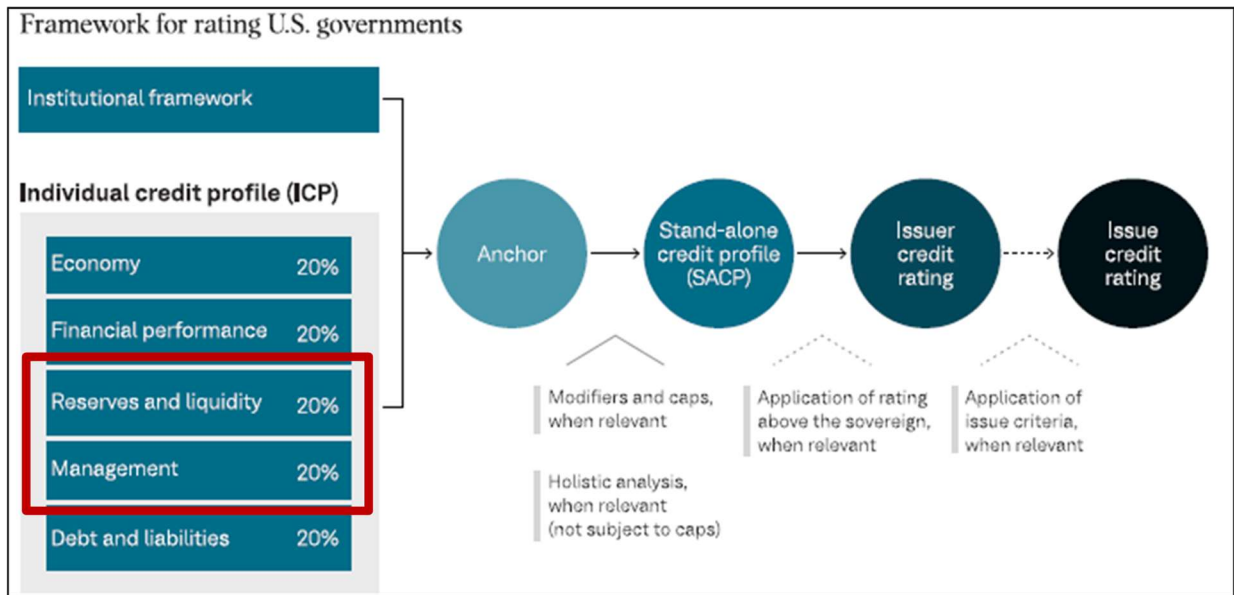 Framework for rating U.S. governments
Institutional framework
Individual credit profile (ICP)
Economy 20%
Financial performance 20%
Reserves and liquidity 20%
Management 20%
Debt and liabilities 20%
Anchor
Stand-alone
credit profile
(SACP)
Issuer
credit
rating
Issue
credit
rating
Modifiers and caps,
when relevant
Holistic analysis,
when relevant
(not subject to caps)
Application of rating
above the sovereign,
when relevant
Application of
issue criteria,
when relevant